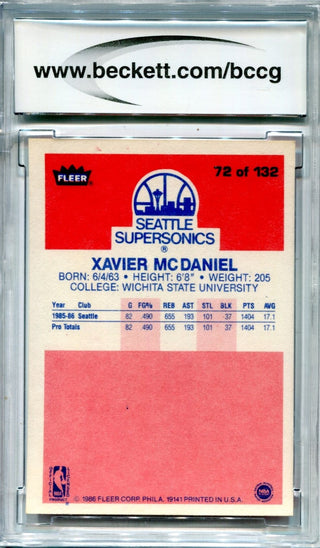 www.beckett.com/bccg
FLEER®
72 of 132
SEATTLE
SUPERSONICS
®
XAVIER MCDANIEL
BORN: 6/4/63 • HEIGHT: 6'8" • WEIGHT: 205
COLLEGE: WICHITA STATE UNIVERSITY
Year Club G FG% REB AST STL BLK PTS AVG
1985-86 Seattle 82 .490 655 193 101 37 1404 17.1
Pro Totals 82 .490 655 193 101 37 1404 17.1
NBA
© 1986 FLEER CORP. PHILA. 19141 PRINTED IN U.S.A.